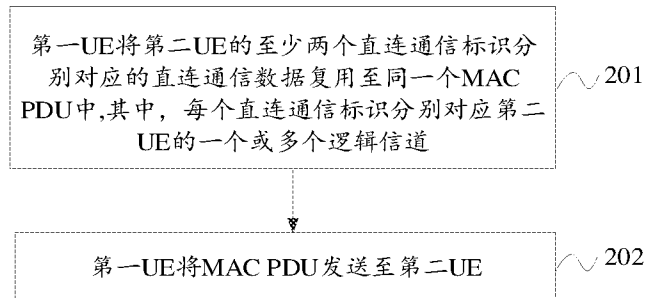 第一UE将第二UE的至少两个直连通信标识分
别对应的直连通信数据复用至同一个MAC
PDU中,其中，每个直连通信标识分别对应第二
UE的一个或多个逻辑信道
201
第一UE将MAC PDU发送至第二UE
202